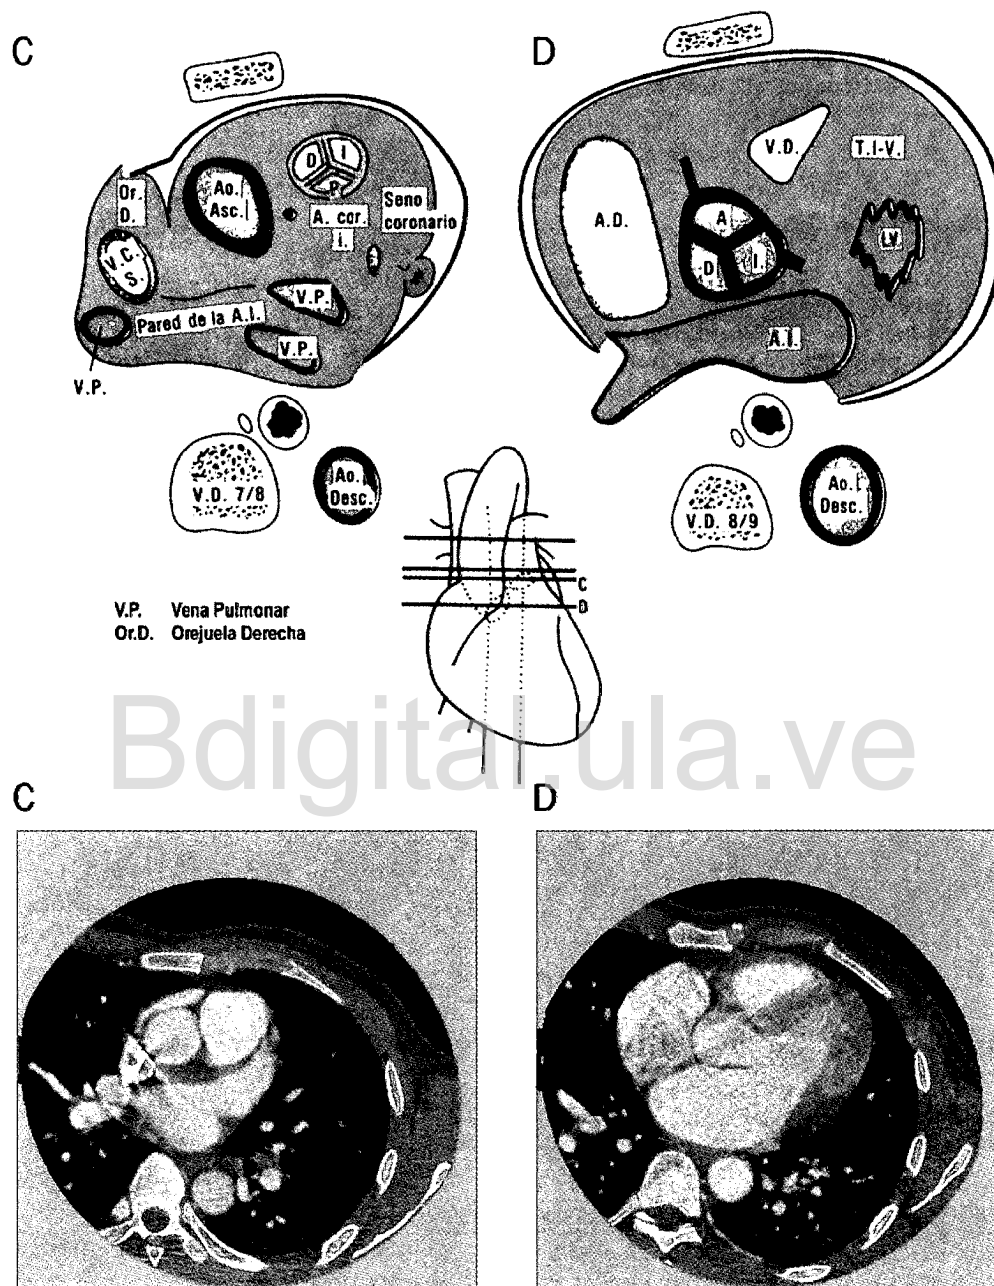 C
D
D
I
P
Or.
D.
Ao.
Asc.
A. cor.
i.
Seno
coronario
V.C.
S.
V.P.
Pared de la A.I.
V.P.
V.P.
V.D. 7/8
Ao.
Desc.
V.D.
T.I-V.
A.D.
A
D
I.
LV
A.I.
V.D. 8/9
Ao.
Desc.
C
D
V.P. Vena Pulmonar
Or.D. Orejuela Derecha
Bdigital.ula.ve
C
D